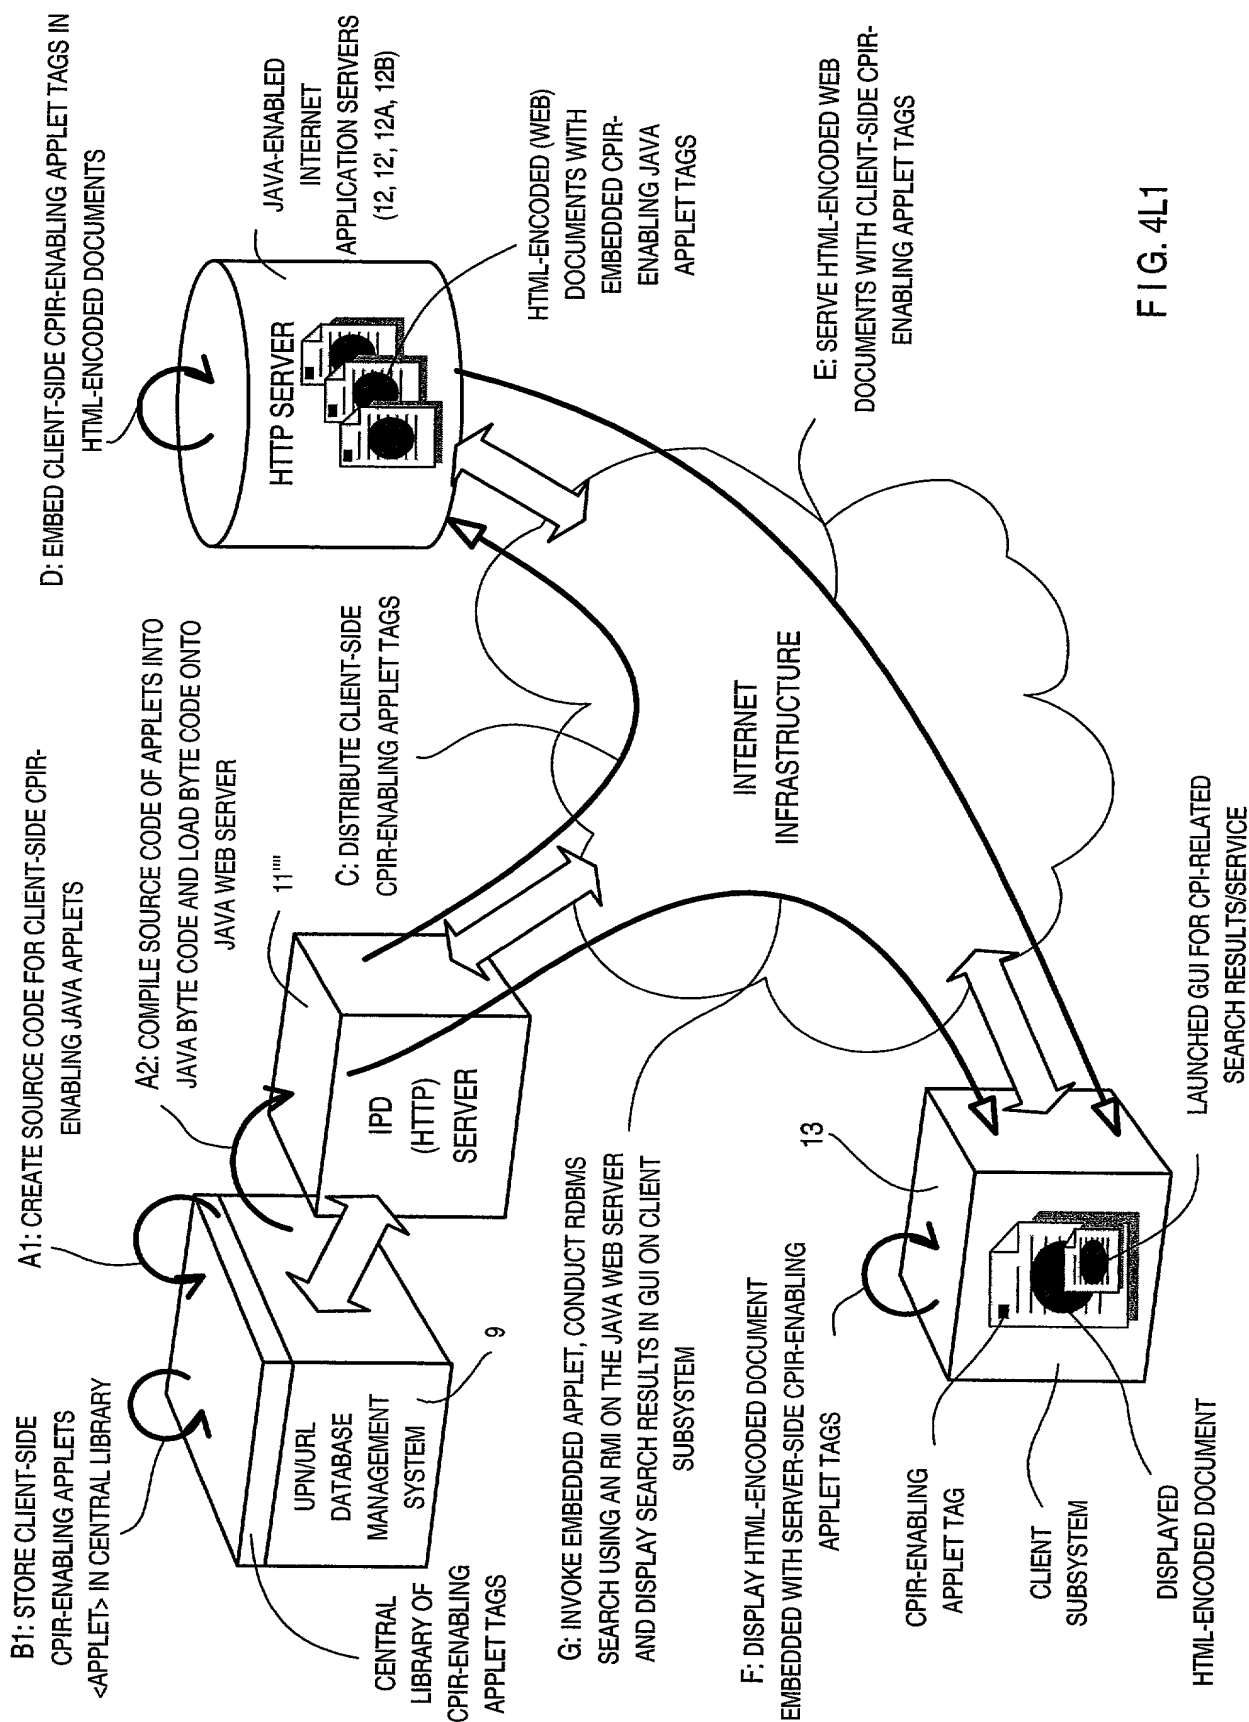 B1: STORE CLIENT-SIDE
CPIR-ENABLING APPLETS
<APPLET> IN CENTRAL LIBRARY
A1: CREATE SOURCE CODE FOR CLIENT-SIDE CPIR-
ENABLING JAVA APPLETS
A2: COMPILE SOURCE CODE OF APPLETS INTO
JAVA BYTE CODE AND LOAD BYTE CODE ONTO
JAVA WEB SERVER
D: EMBED CLIENT-SIDE CPIR-ENABLING APPLET TAGS IN
HTML-ENCODED DOCUMENTS
JAVA-ENABLED
INTERNET
APPLICATION SERVERS
(12, 12', 12A, 12B)
HTTP SERVER
HTML-ENCODED (WEB)
DOCUMENTS WITH
EMBEDDED CPIR-
ENABLING JAVA
APPLET TAGS
11''''
IPD
(HTTP)
SERVER
C: DISTRIBUTE CLIENT-SIDE
CPIR-ENABLING APPLET TAGS
UPN/URL
DATABASE
MANAGEMENT
SYSTEM
9
CENTRAL
LIBRARY OF
CPIR-ENABLING
APPLET TAGS
G: INVOKE EMBEDDED APPLET, CONDUCT RDBMS
SEARCH USING AN RMI ON THE JAVA WEB SERVER
AND DISPLAY SEARCH RESULTS IN GUI ON CLIENT
SUBSYSTEM
INTERNET
INFRASTRUCTURE
E: SERVE HTML-ENCODED WEB
DOCUMENTS WITH CLIENT-SIDE CPIR-
ENABLING APPLET TAGS
F: DISPLAY HTML-ENCODED DOCUMENT
EMBEDDED WITH SERVER-SIDE CPIR-ENABLING
APPLET TAGS
13
CPIR-ENABLING
APPLET TAG
CLIENT
SUBSYSTEM
DISPLAYED
HTML-ENCODED DOCUMENT
LAUNCHED GUI FOR CPI-RELATED
SEARCH RESULTS/SERVICE
FIG. 4L1